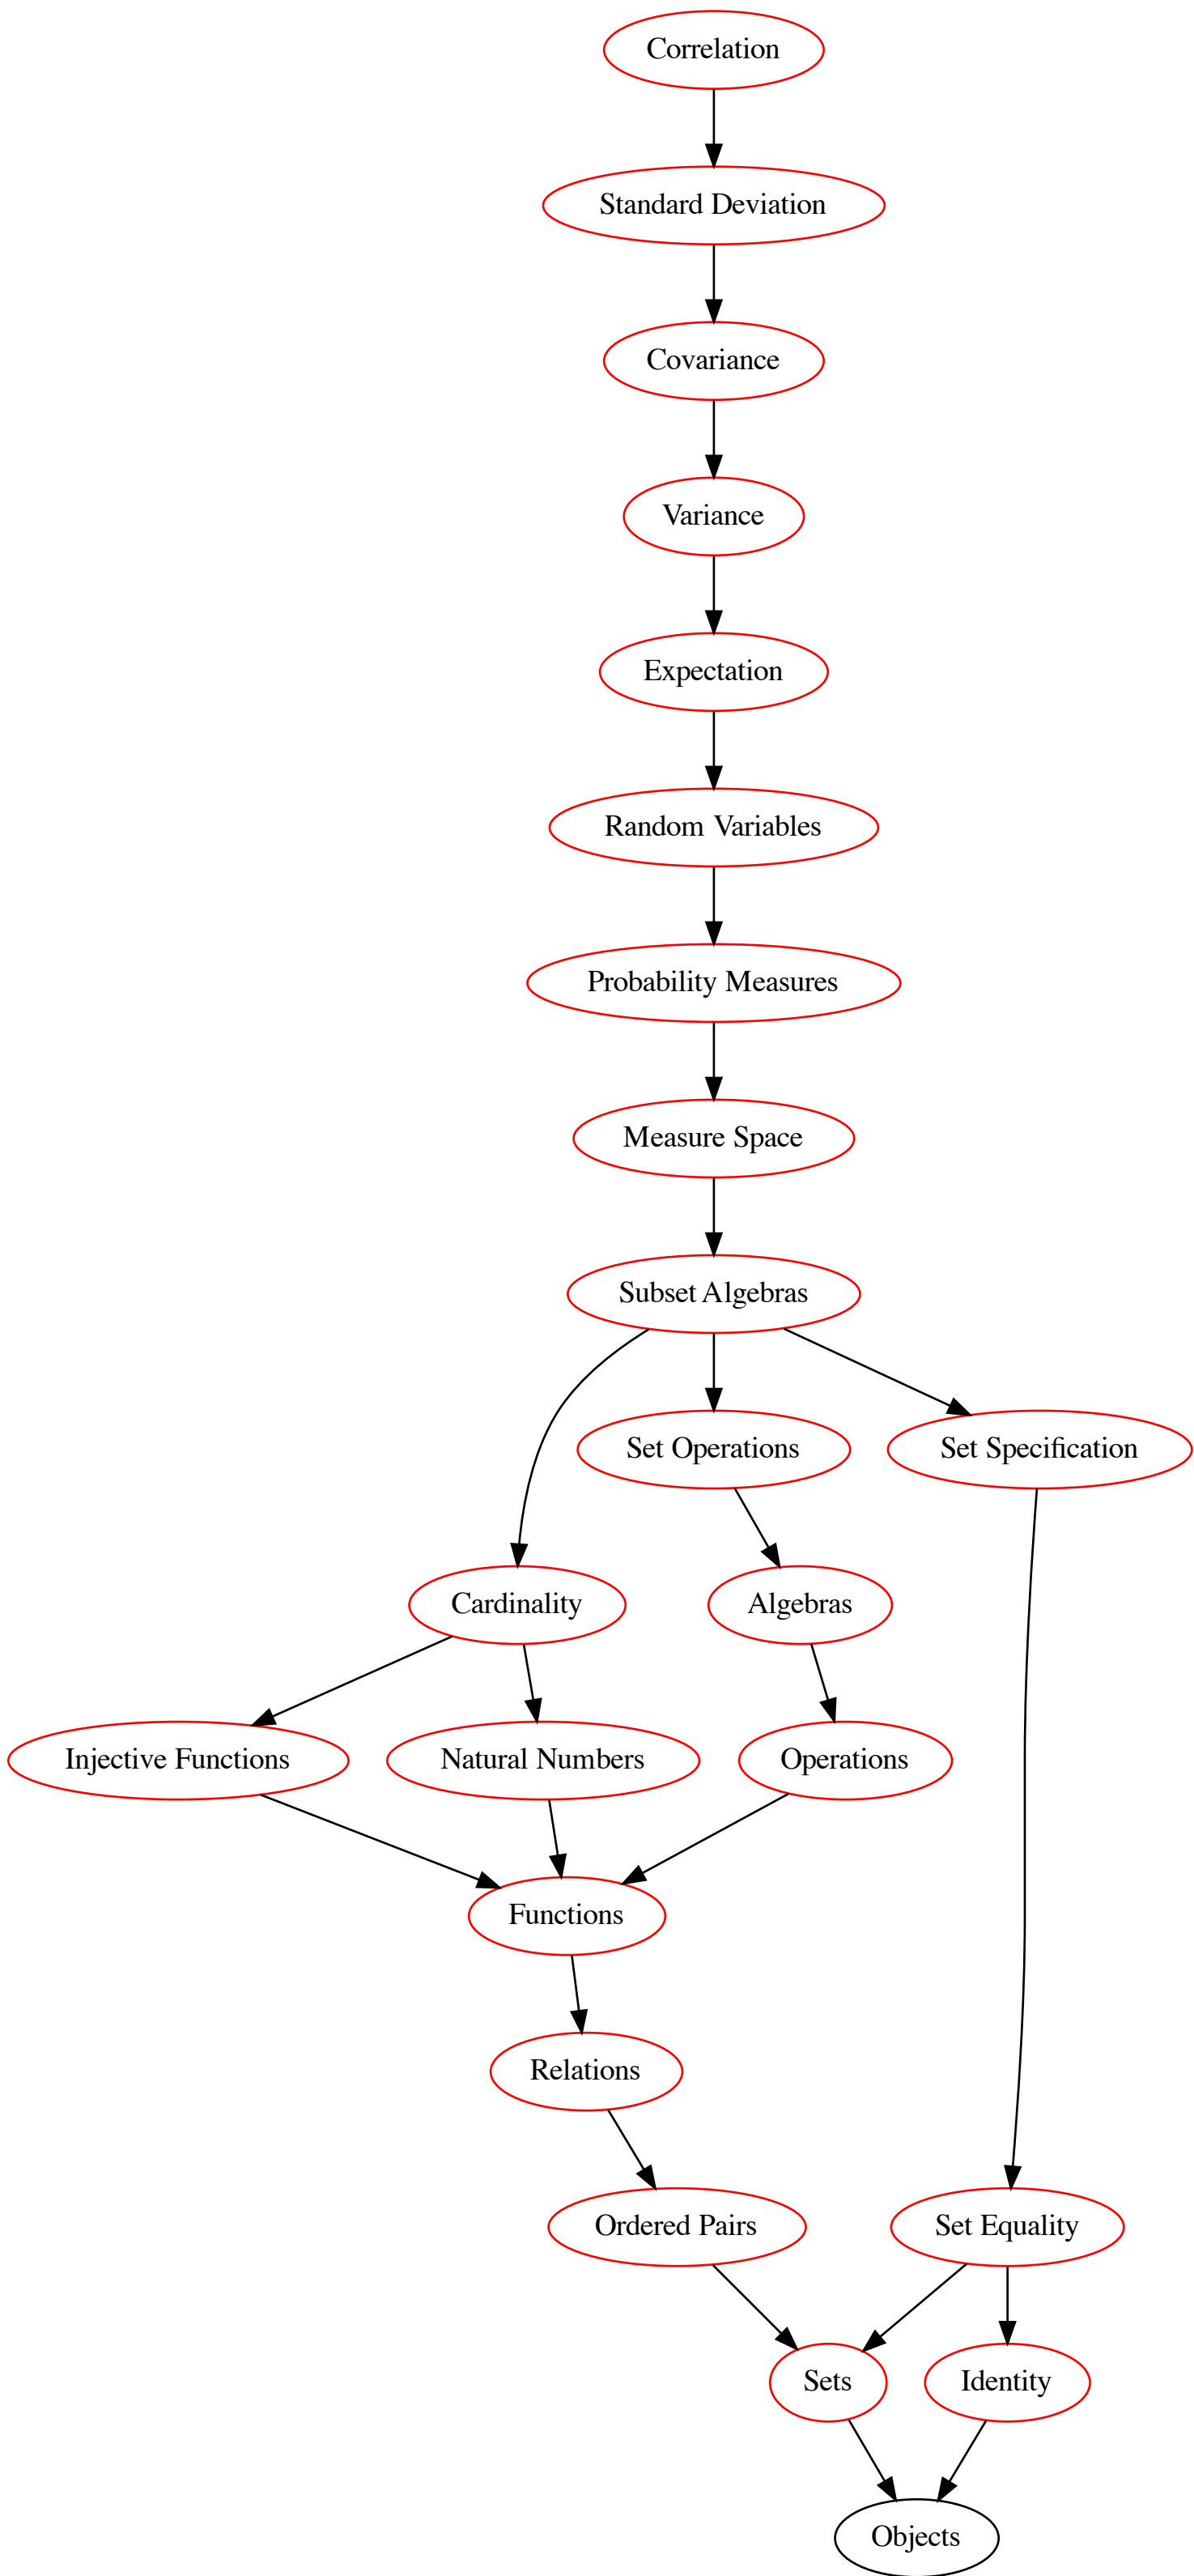 Correlation
Standard Deviation
Covariance
Variance
Expectation
Random Variables
Probability Measures
Measure Space
Subset Algebras
Set Operations
Set Specification
Cardinality
Algebras
Injective Functions
Natural Numbers
Operations
Functions
Relations
Ordered Pairs
Set Equality
Sets
Identity
Objects